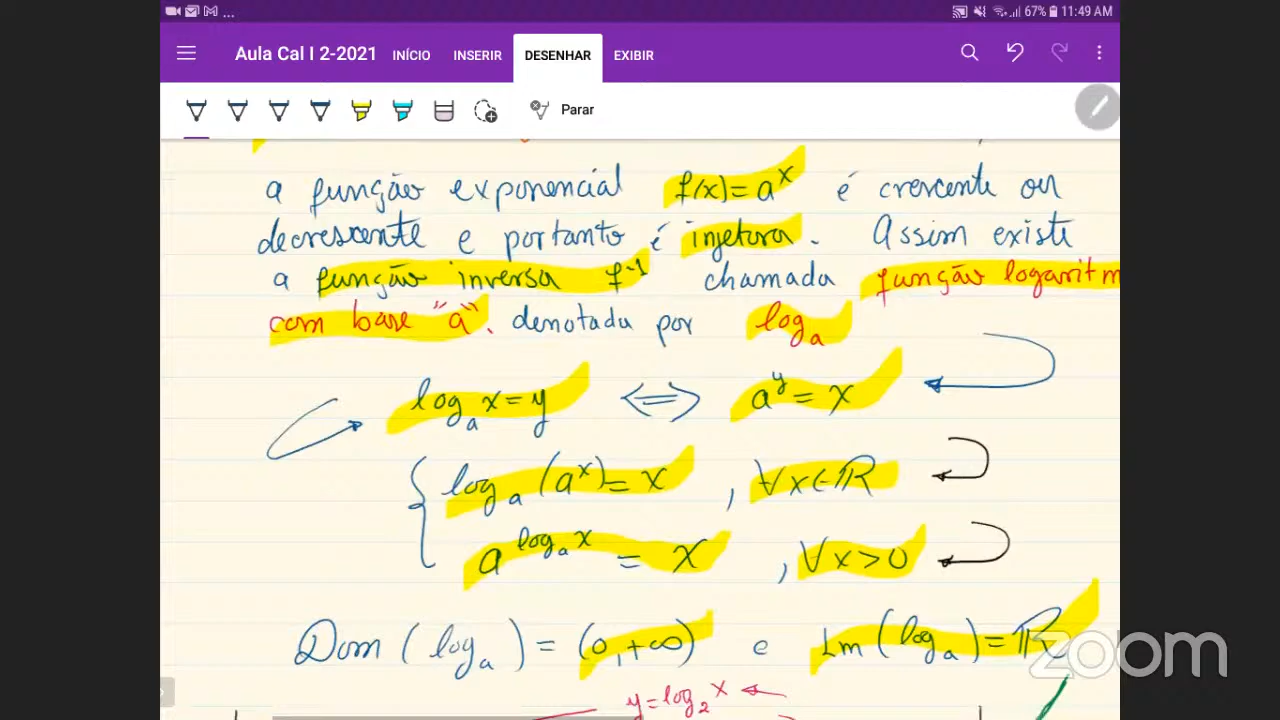 ... 67% 11:49 AM
Aula Cal I 2-2021 INÍCIO INSERIR DESENHAR EXIBIR
Parar
a função exponencial f(x)=a^x é crescente ou
decrescente e portanto é injetora. Assim existe
a função inversa f^-1 chamada função logaritm
com base "a". denotada por log_a
log_a x = y ⇔ a^y = x
log_a (a^x) = x , ∀x∈ℝ
a^log_a x = x , ∀x>0
Dom (log_a) = (0,+∞) e Im (log_a) = ℝ
zoom
y=log_2 x